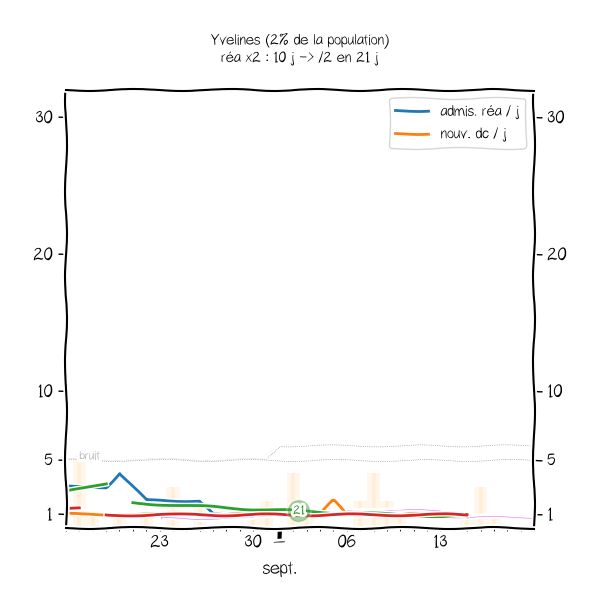 Yvelines (2% de la population)
réa x2 : 10 j -> /2 en 21 j
admis. réa / j
nouv. dc / j
30
30
20
20
10
10
5
bruit
5
1
21
1
23
30
06
13
sept.